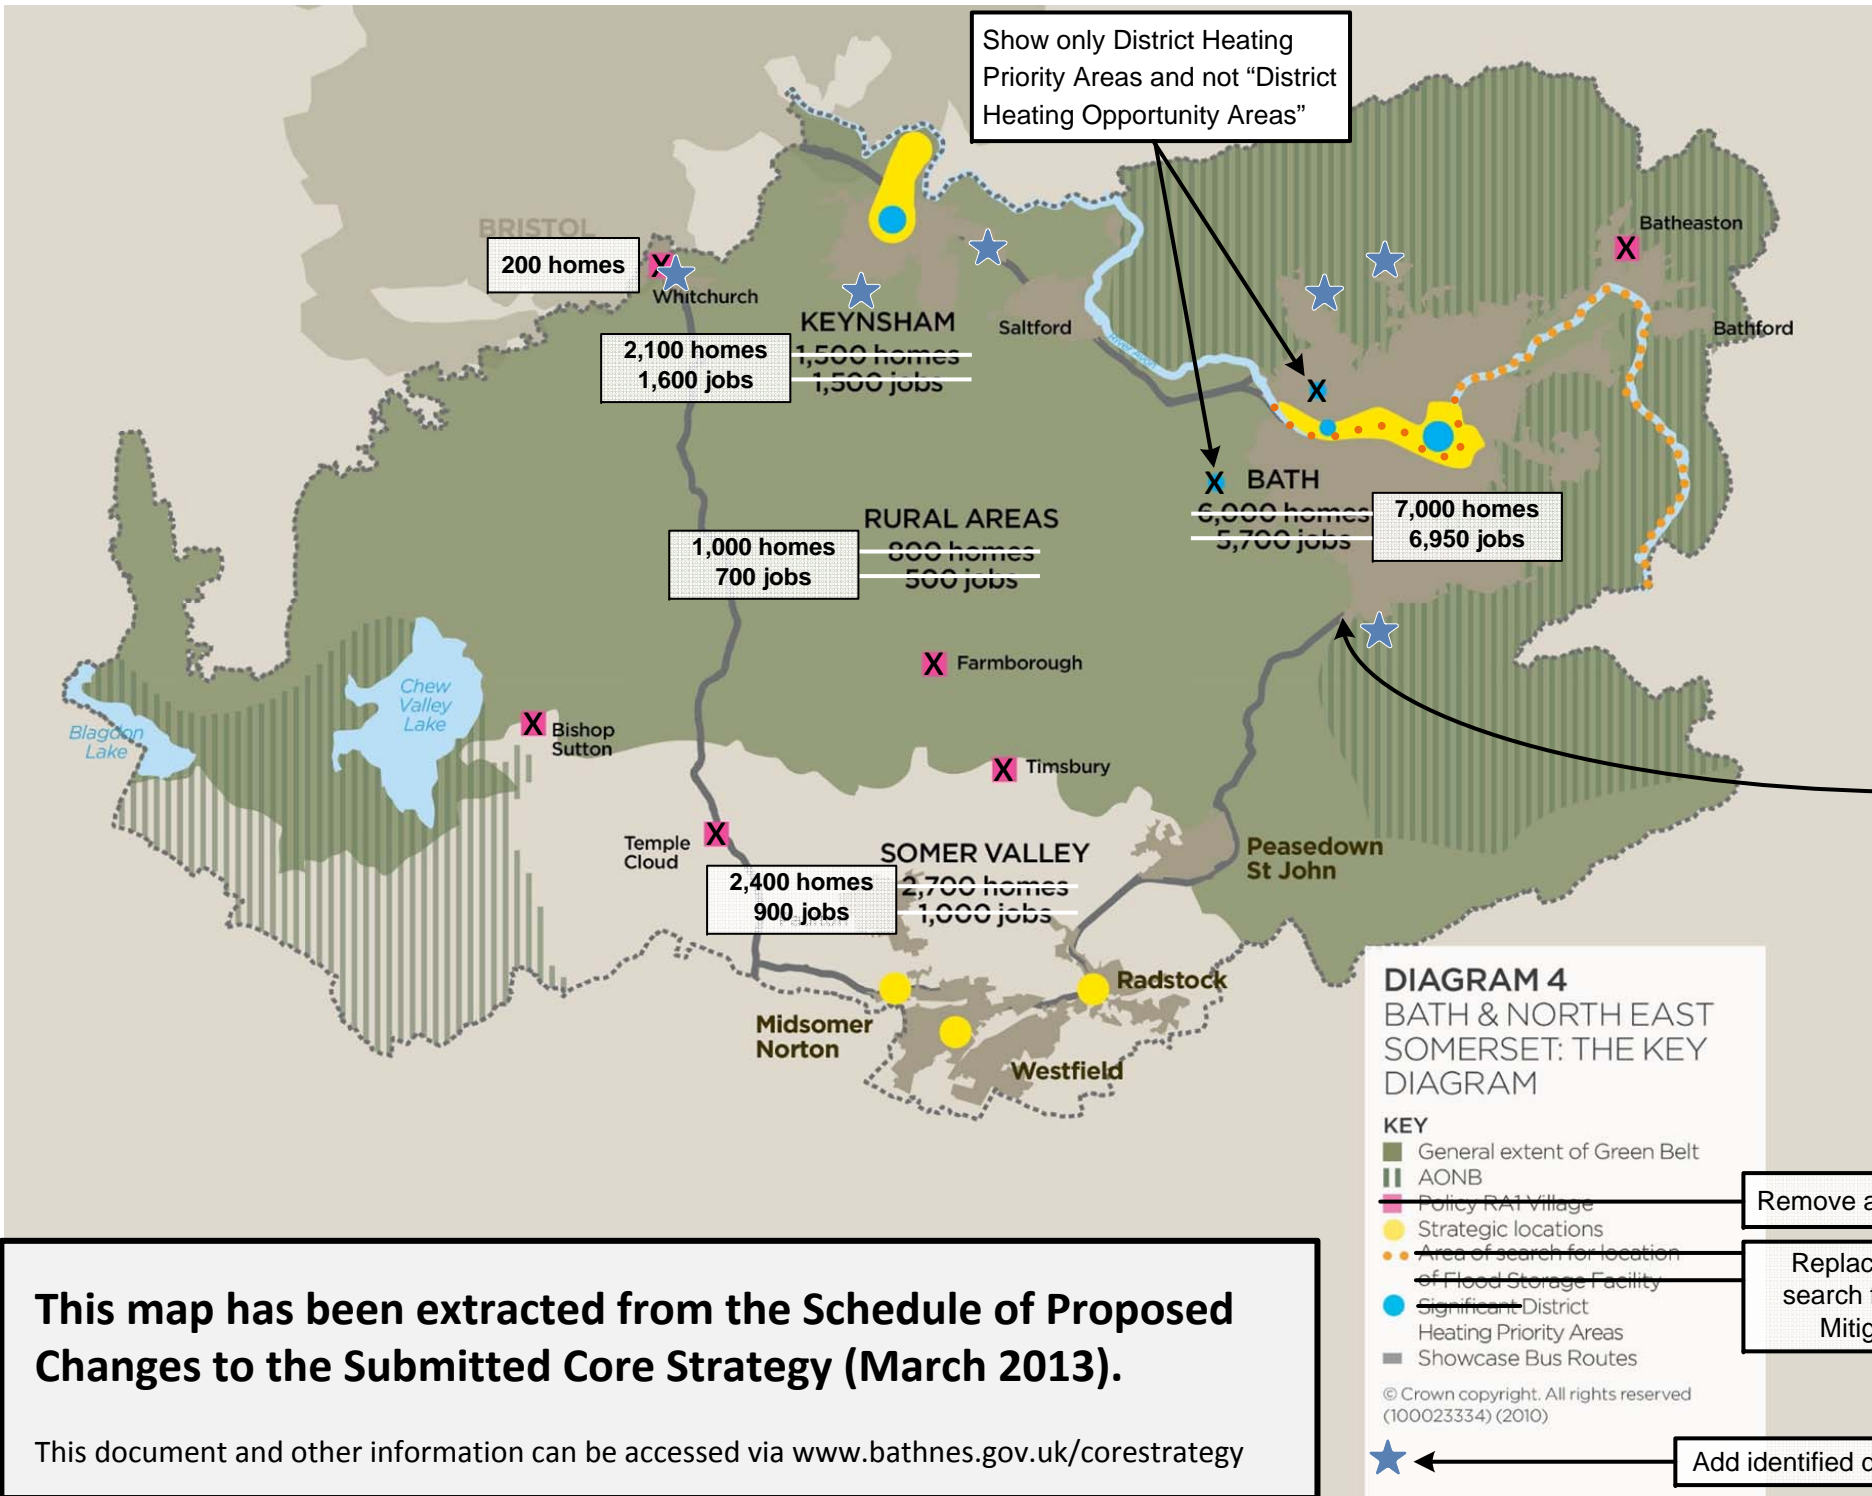 Show only District Heating
Priority Areas and not “District
Heating Opportunity Areas”
BRISTOL
Batheaston
200 homes
Whitchurch
KEYNSHAM
Saltford
Bathford
2,100 homes
1,600 jobs
1,500 homes
1,500 jobs
River Avon
BATH
6,000 homes
5,700 jobs
7,000 homes
6,950 jobs
RURAL AREAS
1,000 homes
700 jobs
800 homes
500 jobs
X
X
X
X
X
X
X
X
Farmborough
Chew
Valley
Lake
Blagdon
Lake
Bishop
Sutton
Timsbury
Temple
Cloud
SOMER VALLEY
2,400 homes
900 jobs
2,700 homes
1,000 jobs
Peasedown
St John
Radstock
Midsomer
Norton
Westfield
DIAGRAM 4
BATH & NORTH EAST
SOMERSET: THE KEY
DIAGRAM
KEY
General extent of Green Belt
AONB
Policy RA1 Village
Strategic locations
Area of search for location
of Flood Storage Facility
Significant District
Heating Priority Areas
Showcase Bus Routes
© Crown copyright. All rights reserved
(100023334) (2010)
Remove
Add identified
This map has been extracted from the Schedule of Proposed
Changes to the Submitted Core Strategy (March 2013).
This document and other information can be accessed via www.bathnes.gov.uk/corestrategy
search